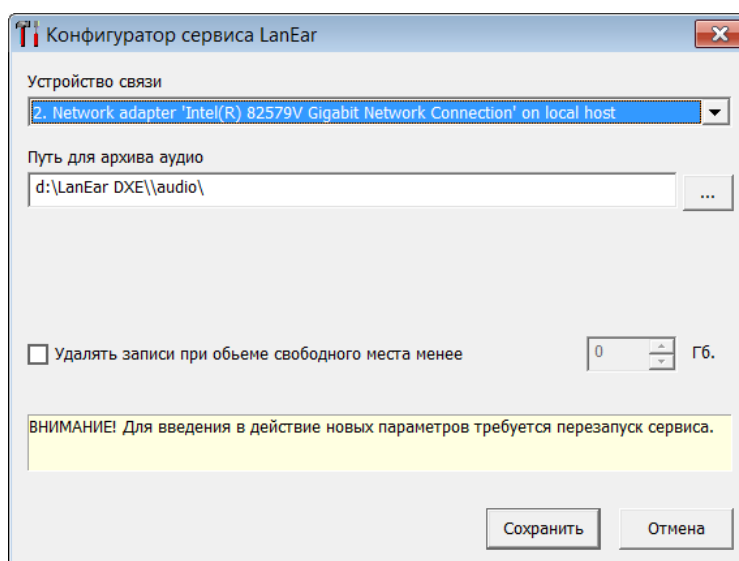 Конфигуратор сервиса LanEar
Устройство связи
2. Network adapter 'Intel(R) 82579V Gigabit Network Connection' on local host
Путь для архива аудио
d:\LanEar DXE\\audio\
...
Удалять записи при обьеме свободного места менее
0
Гб.
ВНИМАНИЕ! Для введения в действие новых параметров требуется перезапуск сервиса.
Сохранить
Отмена